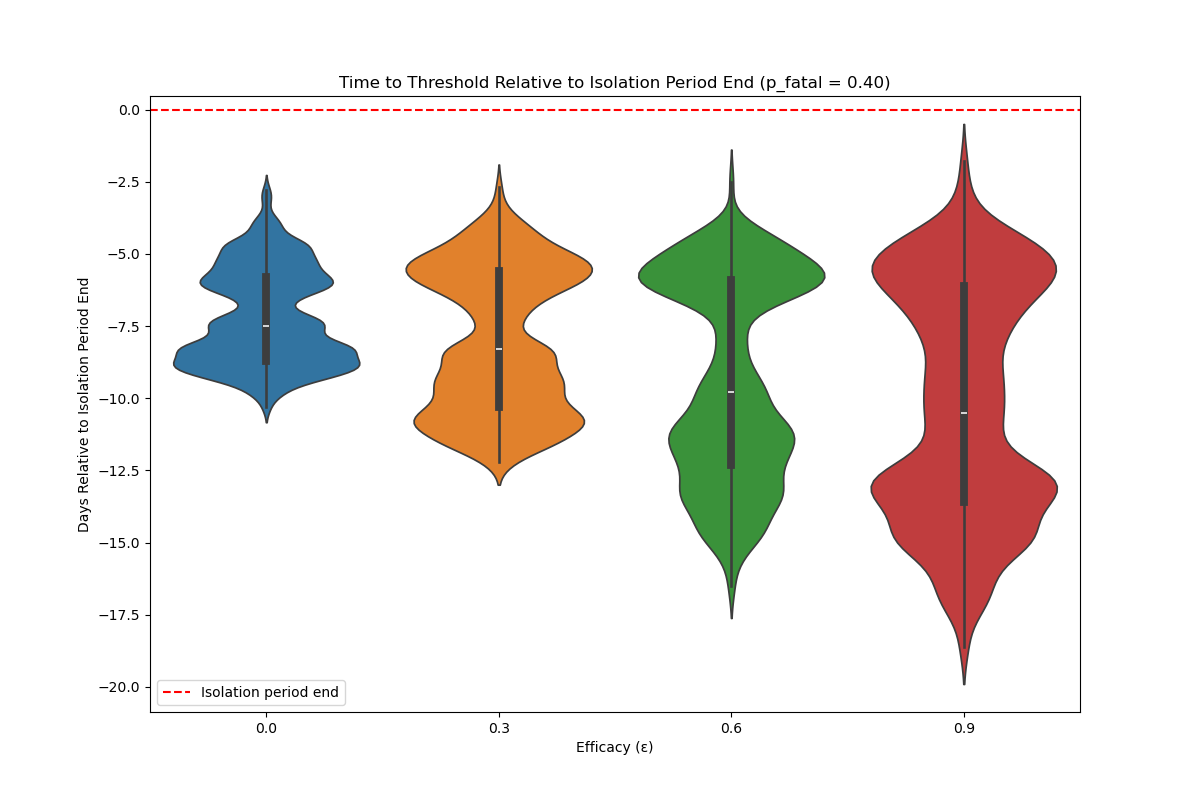 Time to Threshold Relative to Isolation Period End (p_fatal = 0.40)
0.0
−2.5
−5.0
−7.5
−10.0
−12.5
−15.0
−17.5
−20.0
Days Relative to Isolation Period End
Isolation period end
0.0 0.3 0.6 0.9
Efficacy (ε)